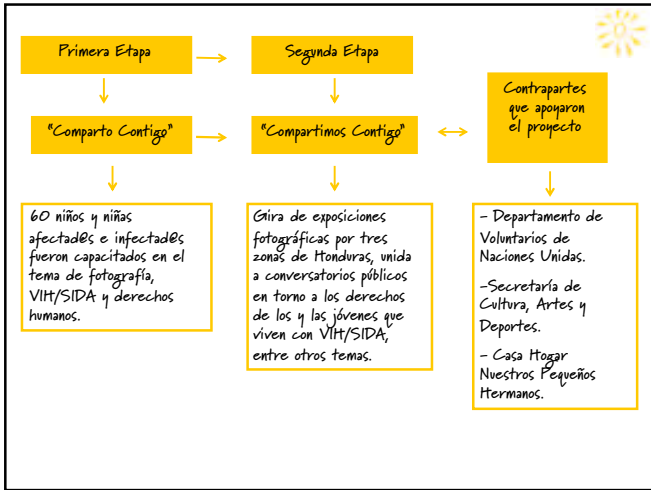 Primera Etapa
Segunda Etapa
Contrapartes
que apoyaron
el proyecto
"Comparto Contigo"
"Compartimos Contigo"
60 niños y niñas
afectad@s e infectad@s
fueron capacitados en el
tema de fotografía,
VIH/SIDA y derechos
humanos.
Gira de exposiciones
fotográficas por tres
zonas de Honduras, unida
a conversatorios públicos
en torno a los derechos
de los y las jóvenes que
viven con VIH/SIDA,
entre otros temas.
- Departamento de
Voluntarios de
Naciones Unidas.
-Secretaría de
Cultura, Artes y
Deportes.
- Casa Hogar
Nuestros Pequeños
Hermanos.